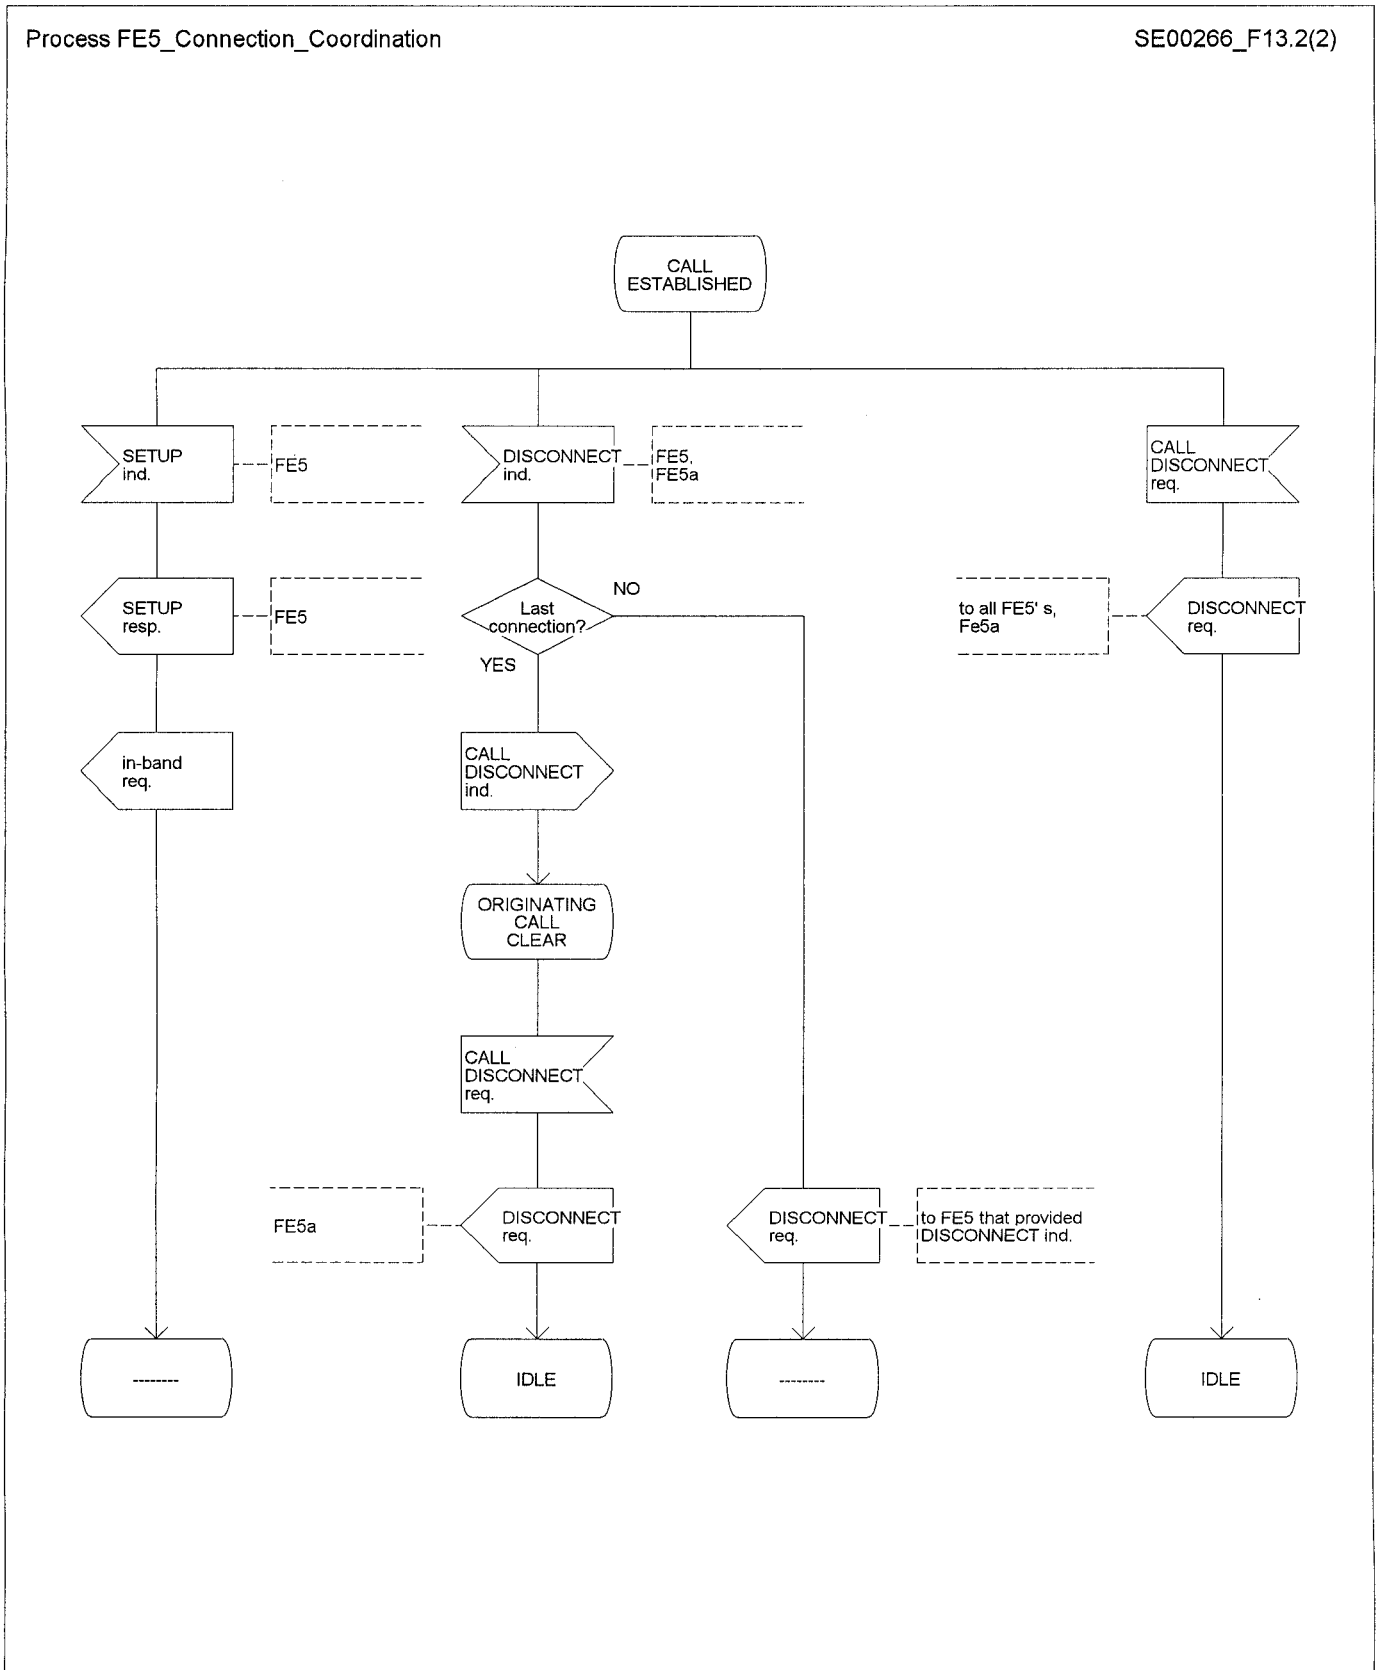 Process FE5_Connection_Coordination
SE00266_F13.2(2)
CALL
ESTABLISHED
SETUP
ind.
FE5
DISCONNECT
ind.
FE5,
FE5a
CALL
DISCONNECT
req.
SETUP
resp.
FE5
Last
connection?
NO
YES
to all FE5' s,
Fe5a
DISCONNECT
req.
in-band
req.
CALL
DISCONNECT
ind.
ORIGINATING
CALL
CLEAR
CALL
DISCONNECT
req.
FE5a
DISCONNECT
req.
DISCONNECT
req.
to FE5 that provided
DISCONNECT ind.
--------
IDLE
--------
IDLE